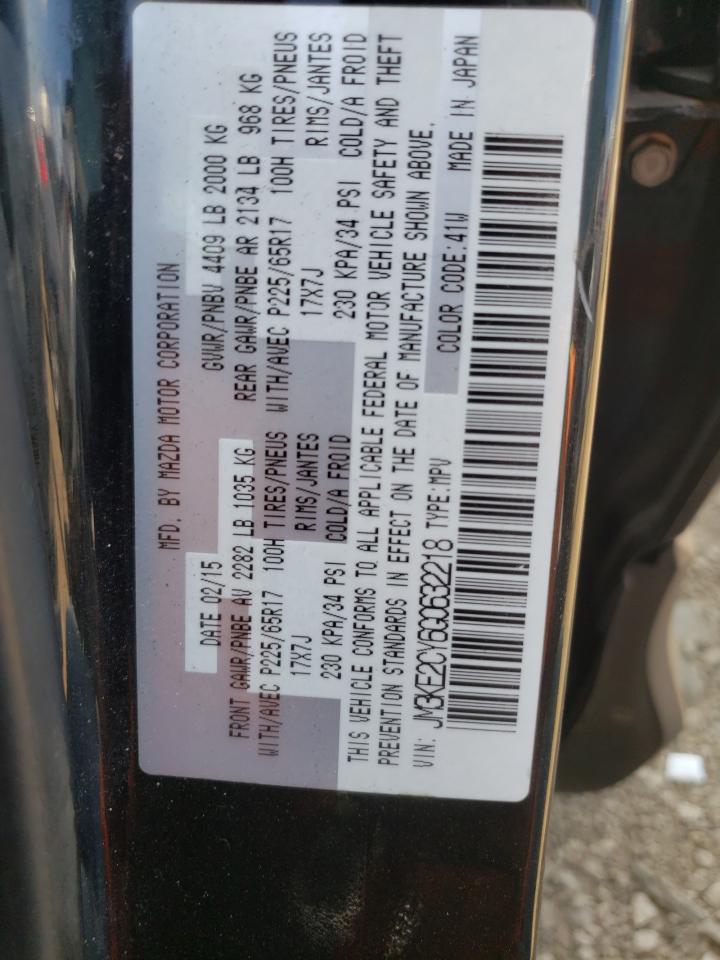 MFD. BY MAZDA MOTOR CORPORATION
DATE 02/15 GVWR/PNBV 4409 LB 2000 KG
FRONT GAWR/PNBE AV 2282 LB 1035 KG REAR GAWR/PNBE AR 2134 LB 968 KG
WITH/AVEC P225/65R17 100H TIRES/PNEUS WITH/AVEC P225/65R17 100H TIRES/PNEUS
17X7J RIMS/JANTES 17X7J RIMS/JANTES
230 KPA/34 PSI COLD/A FROID 230 KPA/34 PSI COLD/A FROID
THIS VEHICLE CONFORMS TO ALL APPLICABLE FEDERAL MOTOR VEHICLE SAFETY AND THEFT
PREVENTION STANDARDS IN EFFECT ON THE DATE OF MANUFACTURE SHOWN ABOVE.
VIN: JM3KE2CY6G0632218 TYPE:MPV COLOR CODE:41W MADE IN JAPAN